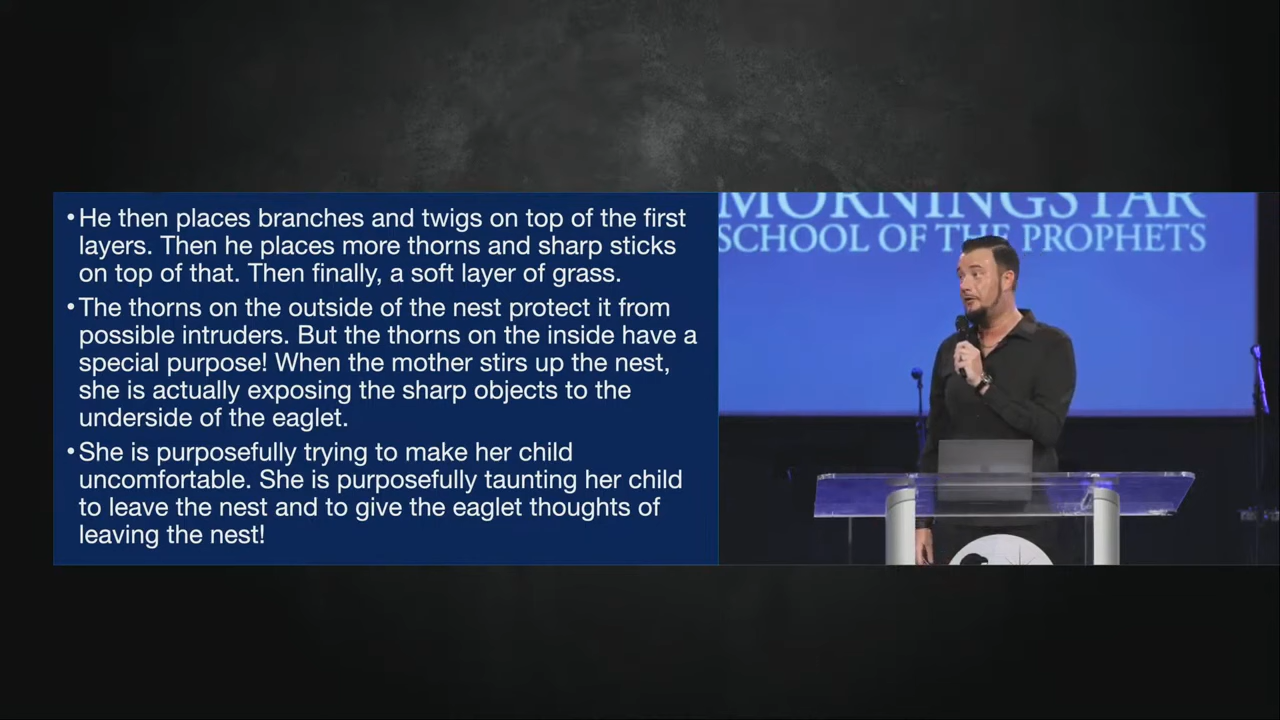 •He then places branches and twigs on top of the first
layers. Then he places more thorns and sharp sticks
on top of that. Then finally, a soft layer of grass.
•The thorns on the outside of the nest protect it from
possible intruders. But the thorns on the inside have a
special purpose! When the mother stirs up the nest,
she is actually exposing the sharp objects to the
underside of the eaglet.
•She is purposefully trying to make her child
uncomfortable. She is purposefully taunting her child
to leave the nest and to give the eaglet thoughts of
leaving the nest!
MORNINGSTAR
SCHOOL OF THE PROPHETS